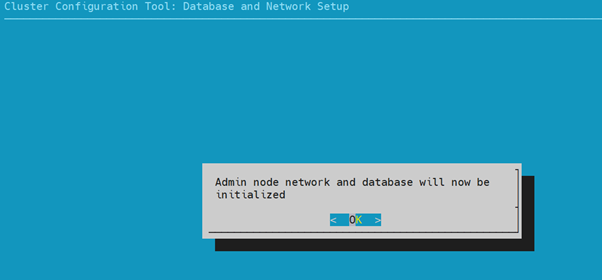 Cluster Configuration Tool: Database and Network Setup
Admin node network and database will now be
initialized
< OK >